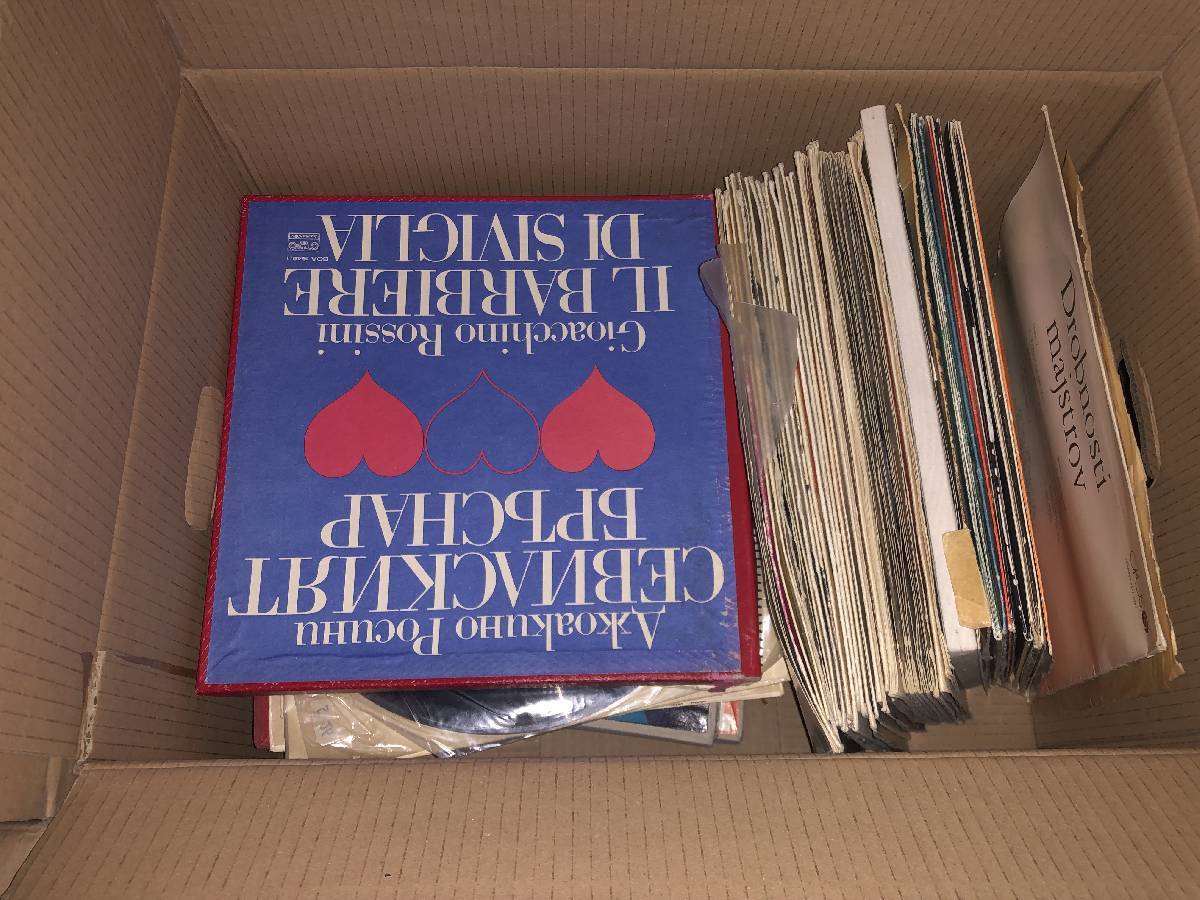 Джоакино Росини
СЕВИЛСКИЯТ
БРЪСНАР
Gioacchino Rossini
IL BARBIERE
DI SIVIGLIA
Drobnosti
majstrov